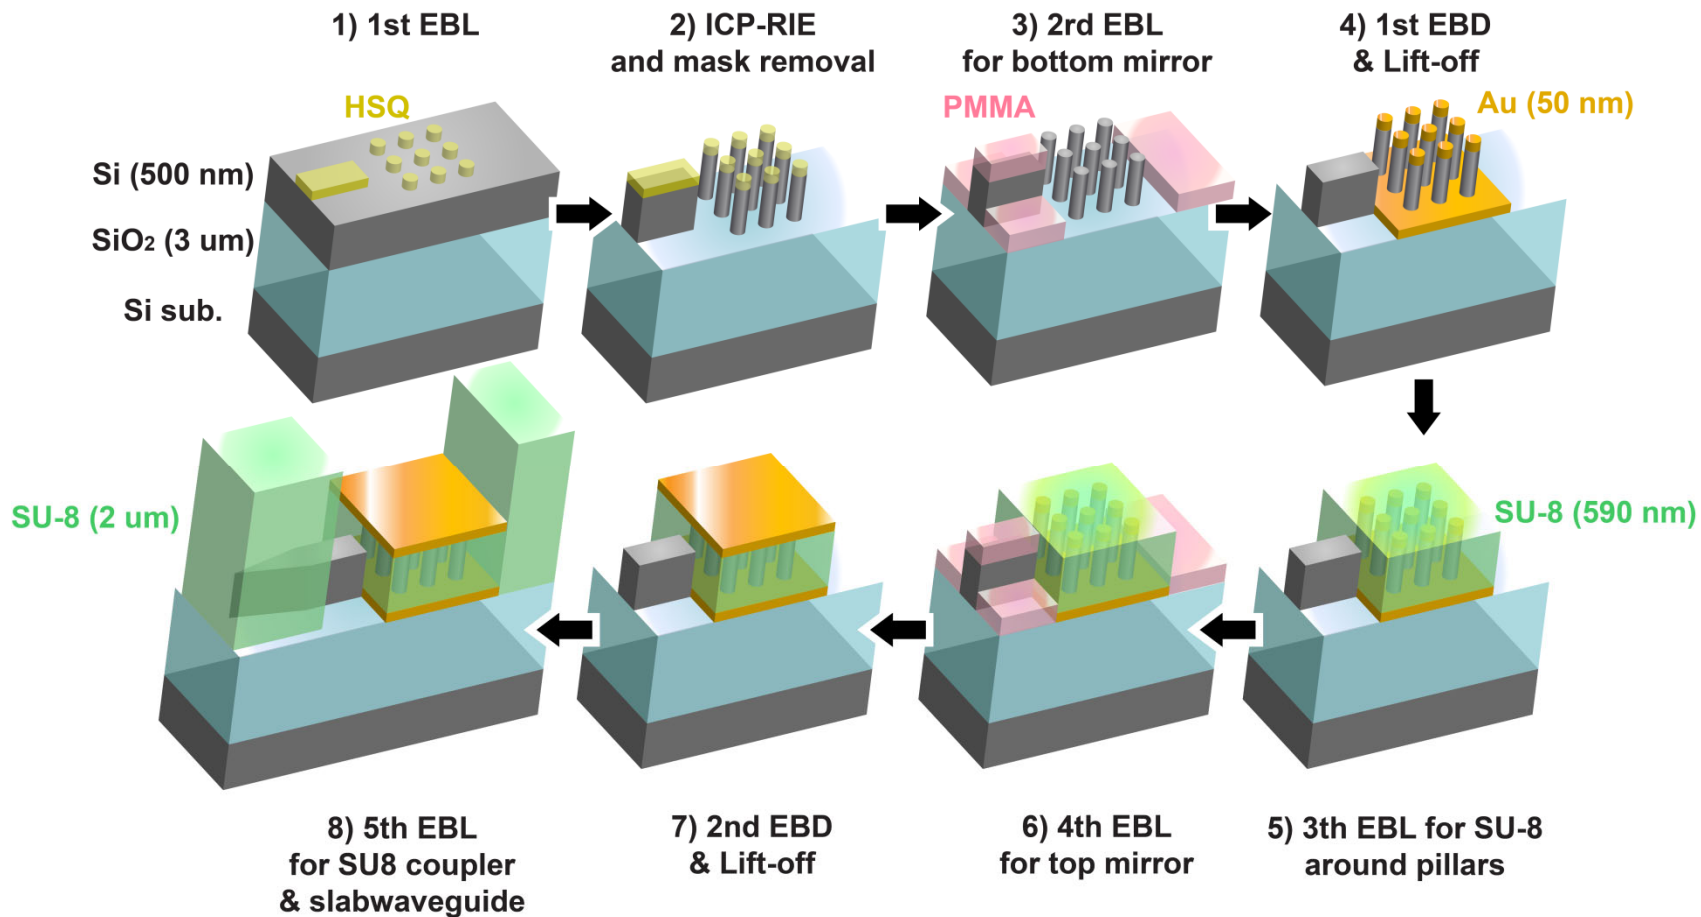 1) 1st EBL
HSQ
Si (500 nm)
SiO₂ (3 um)
Si sub.
2) ICP-RIE
and mask removal
3) 2rd EBL
for bottom mirror
PMMA
4) 1st EBD
& Lift-off
Au (50 nm)
SU-8 (590 nm)
5) 3th EBL for SU-8
around pillars
6) 4th EBL
for top mirror
7) 2nd EBD
& Lift-off
SU-8 (2 um)
8) 5th EBL
for SU8 coupler
& slabwaveguide